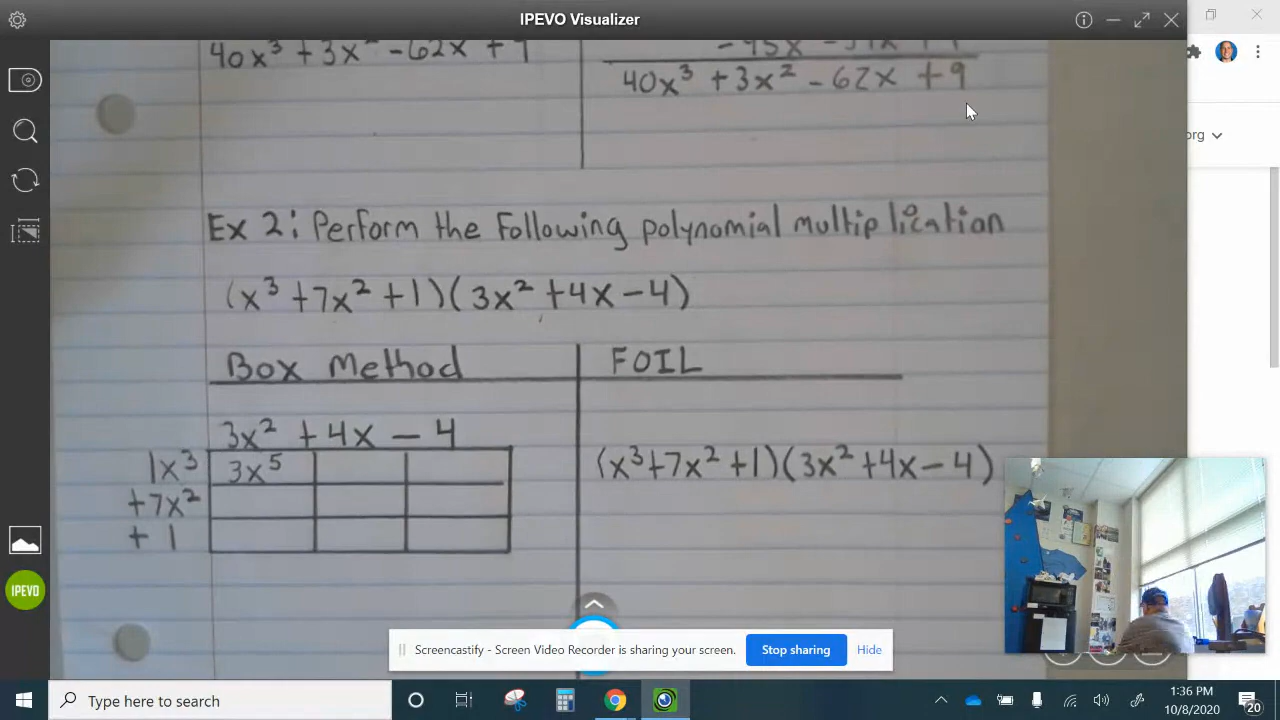 IPEVO Visualizer
40x³ + 3x² - 62x + 9
40x³ + 3x² - 62x + 9
org
Ex 2: Perform the Following polynomial multiplication
(x³ + 7x² + 1)(3x² + 4x - 4)
Box Method
FOIL
3x² + 4x - 4
1x³ 3x⁵
+7x²
+ 1
(x³ + 7x² + 1)(3x² + 4x - 4)
IPEVO
Screencastify - Screen Video Recorder is sharing your screen.
Stop sharing
Hide
Type here to search
1:36 PM
10/8/2020
20